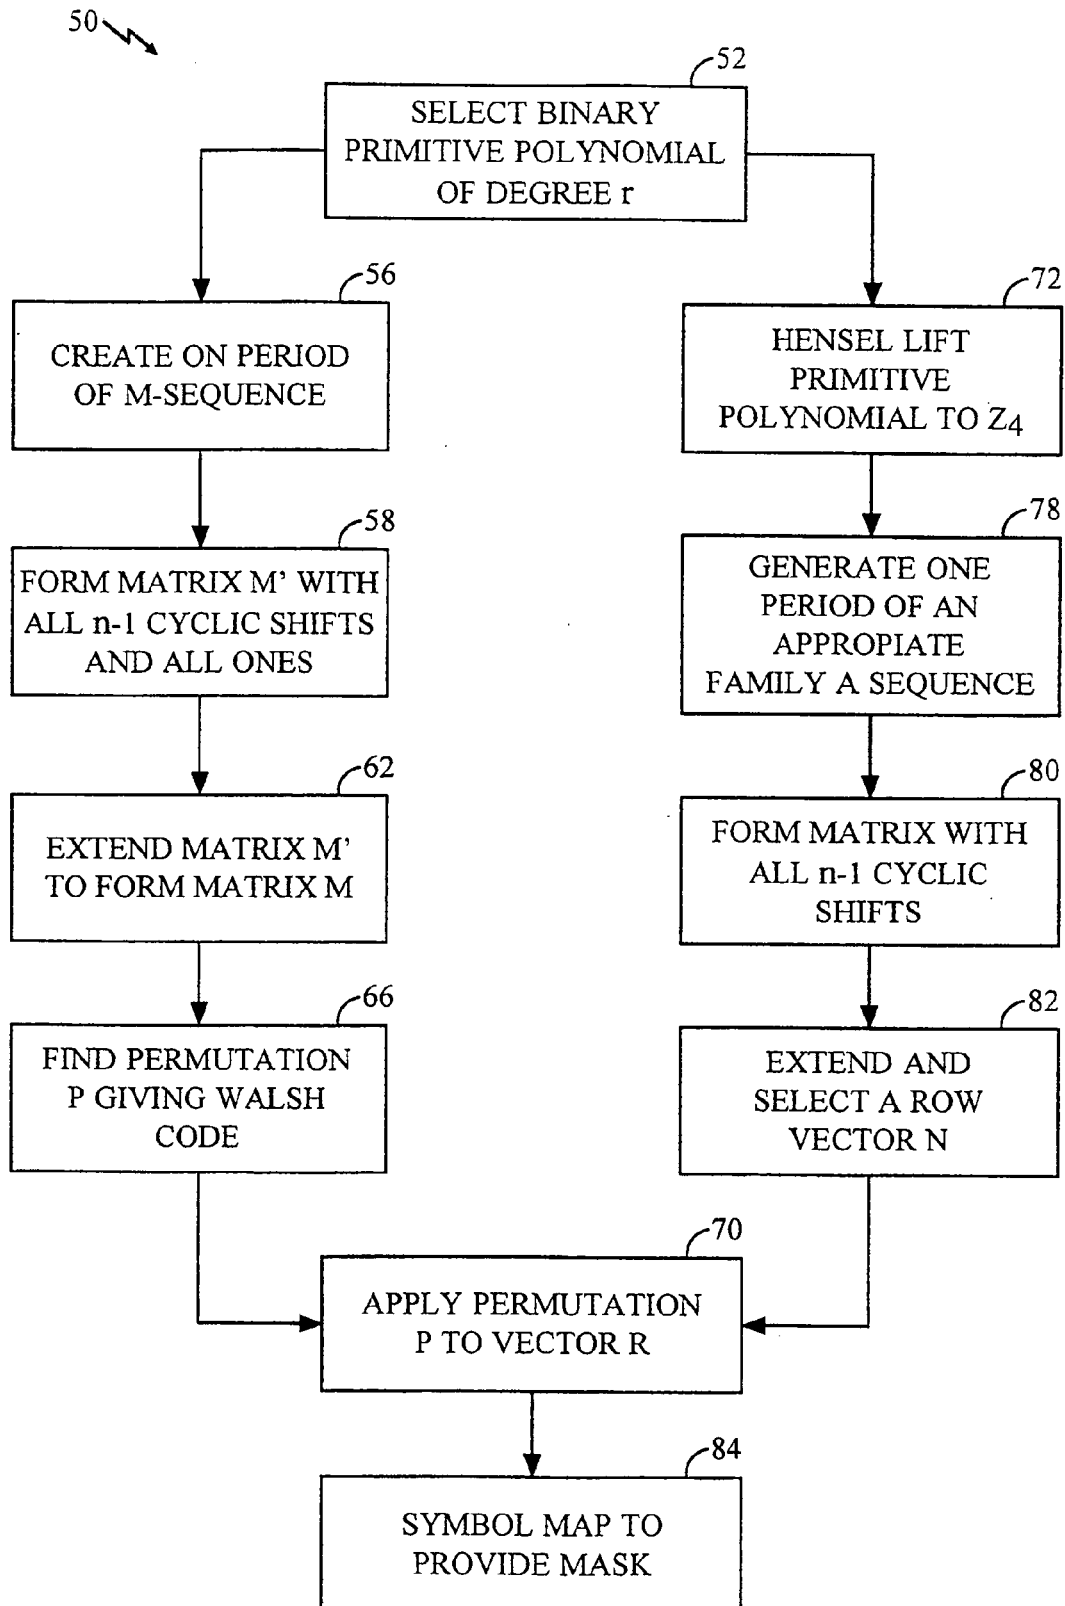 50
52
SELECT BINARY
PRIMITIVE POLYNOMIAL
OF DEGREE r
56
CREATE ON PERIOD
OF M-SEQUENCE
72
HENSEL LIFT
PRIMITIVE
POLYNOMIAL TO Z4
58
FORM MATRIX M' WITH
ALL n-1 CYCLIC SHIFTS
AND ALL ONES
78
GENERATE ONE
PERIOD OF AN
APPROPIATE
FAMILY A SEQUENCE
62
EXTEND MATRIX M'
TO FORM MATRIX M
80
FORM MATRIX WITH
ALL n-1 CYCLIC
SHIFTS
66
FIND PERMUTATION
P GIVING WALSH
CODE
82
EXTEND AND
SELECT A ROW
VECTOR N
70
APPLY PERMUTATION
P TO VECTOR R
84
SYMBOL MAP TO
PROVIDE MASK